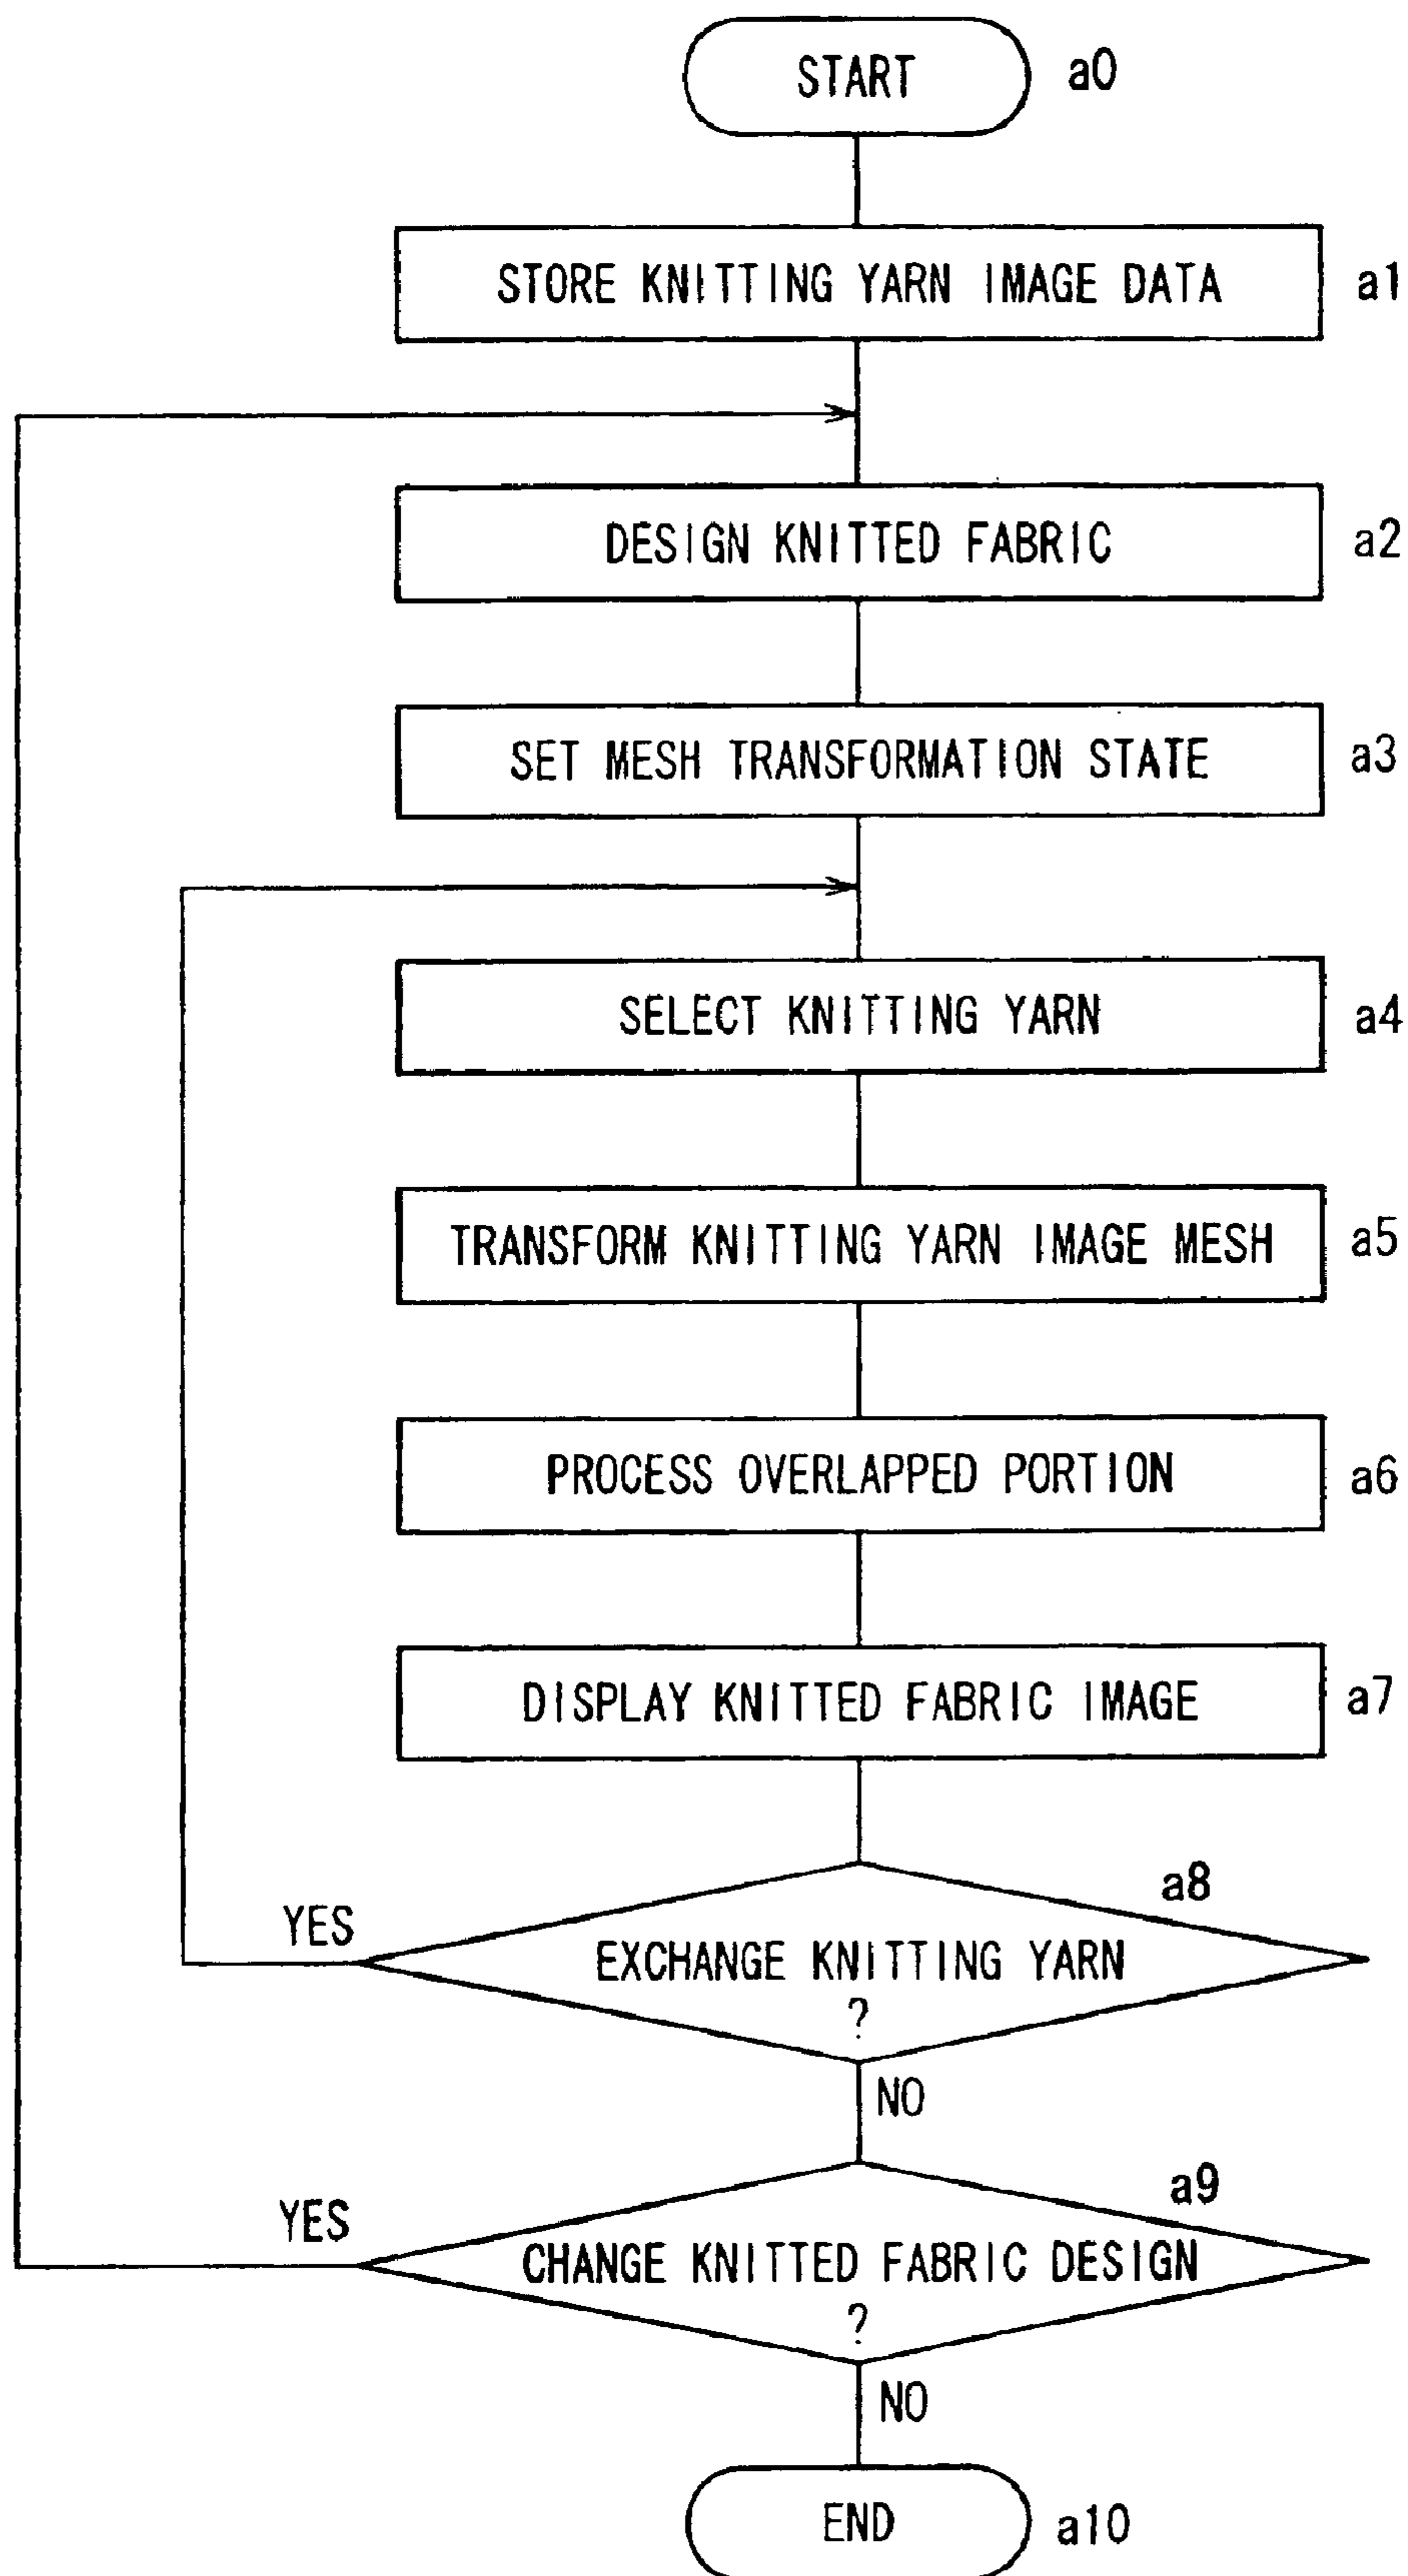 START a0
STORE KNITTING YARN IMAGE DATA a1
DESIGN KNITTED FABRIC a2
SET MESH TRANSFORMATION STATE a3
SELECT KNITTING YARN a4
TRANSFORM KNITTING YARN IMAGE MESH a5
PROCESS OVERLAPPED PORTION a6
DISPLAY KNITTED FABRIC IMAGE a7
a8
YES
EXCHANGE KNITTING YARN
?
NO
a9
YES
CHANGE KNITTED FABRIC DESIGN
?
NO
END a10